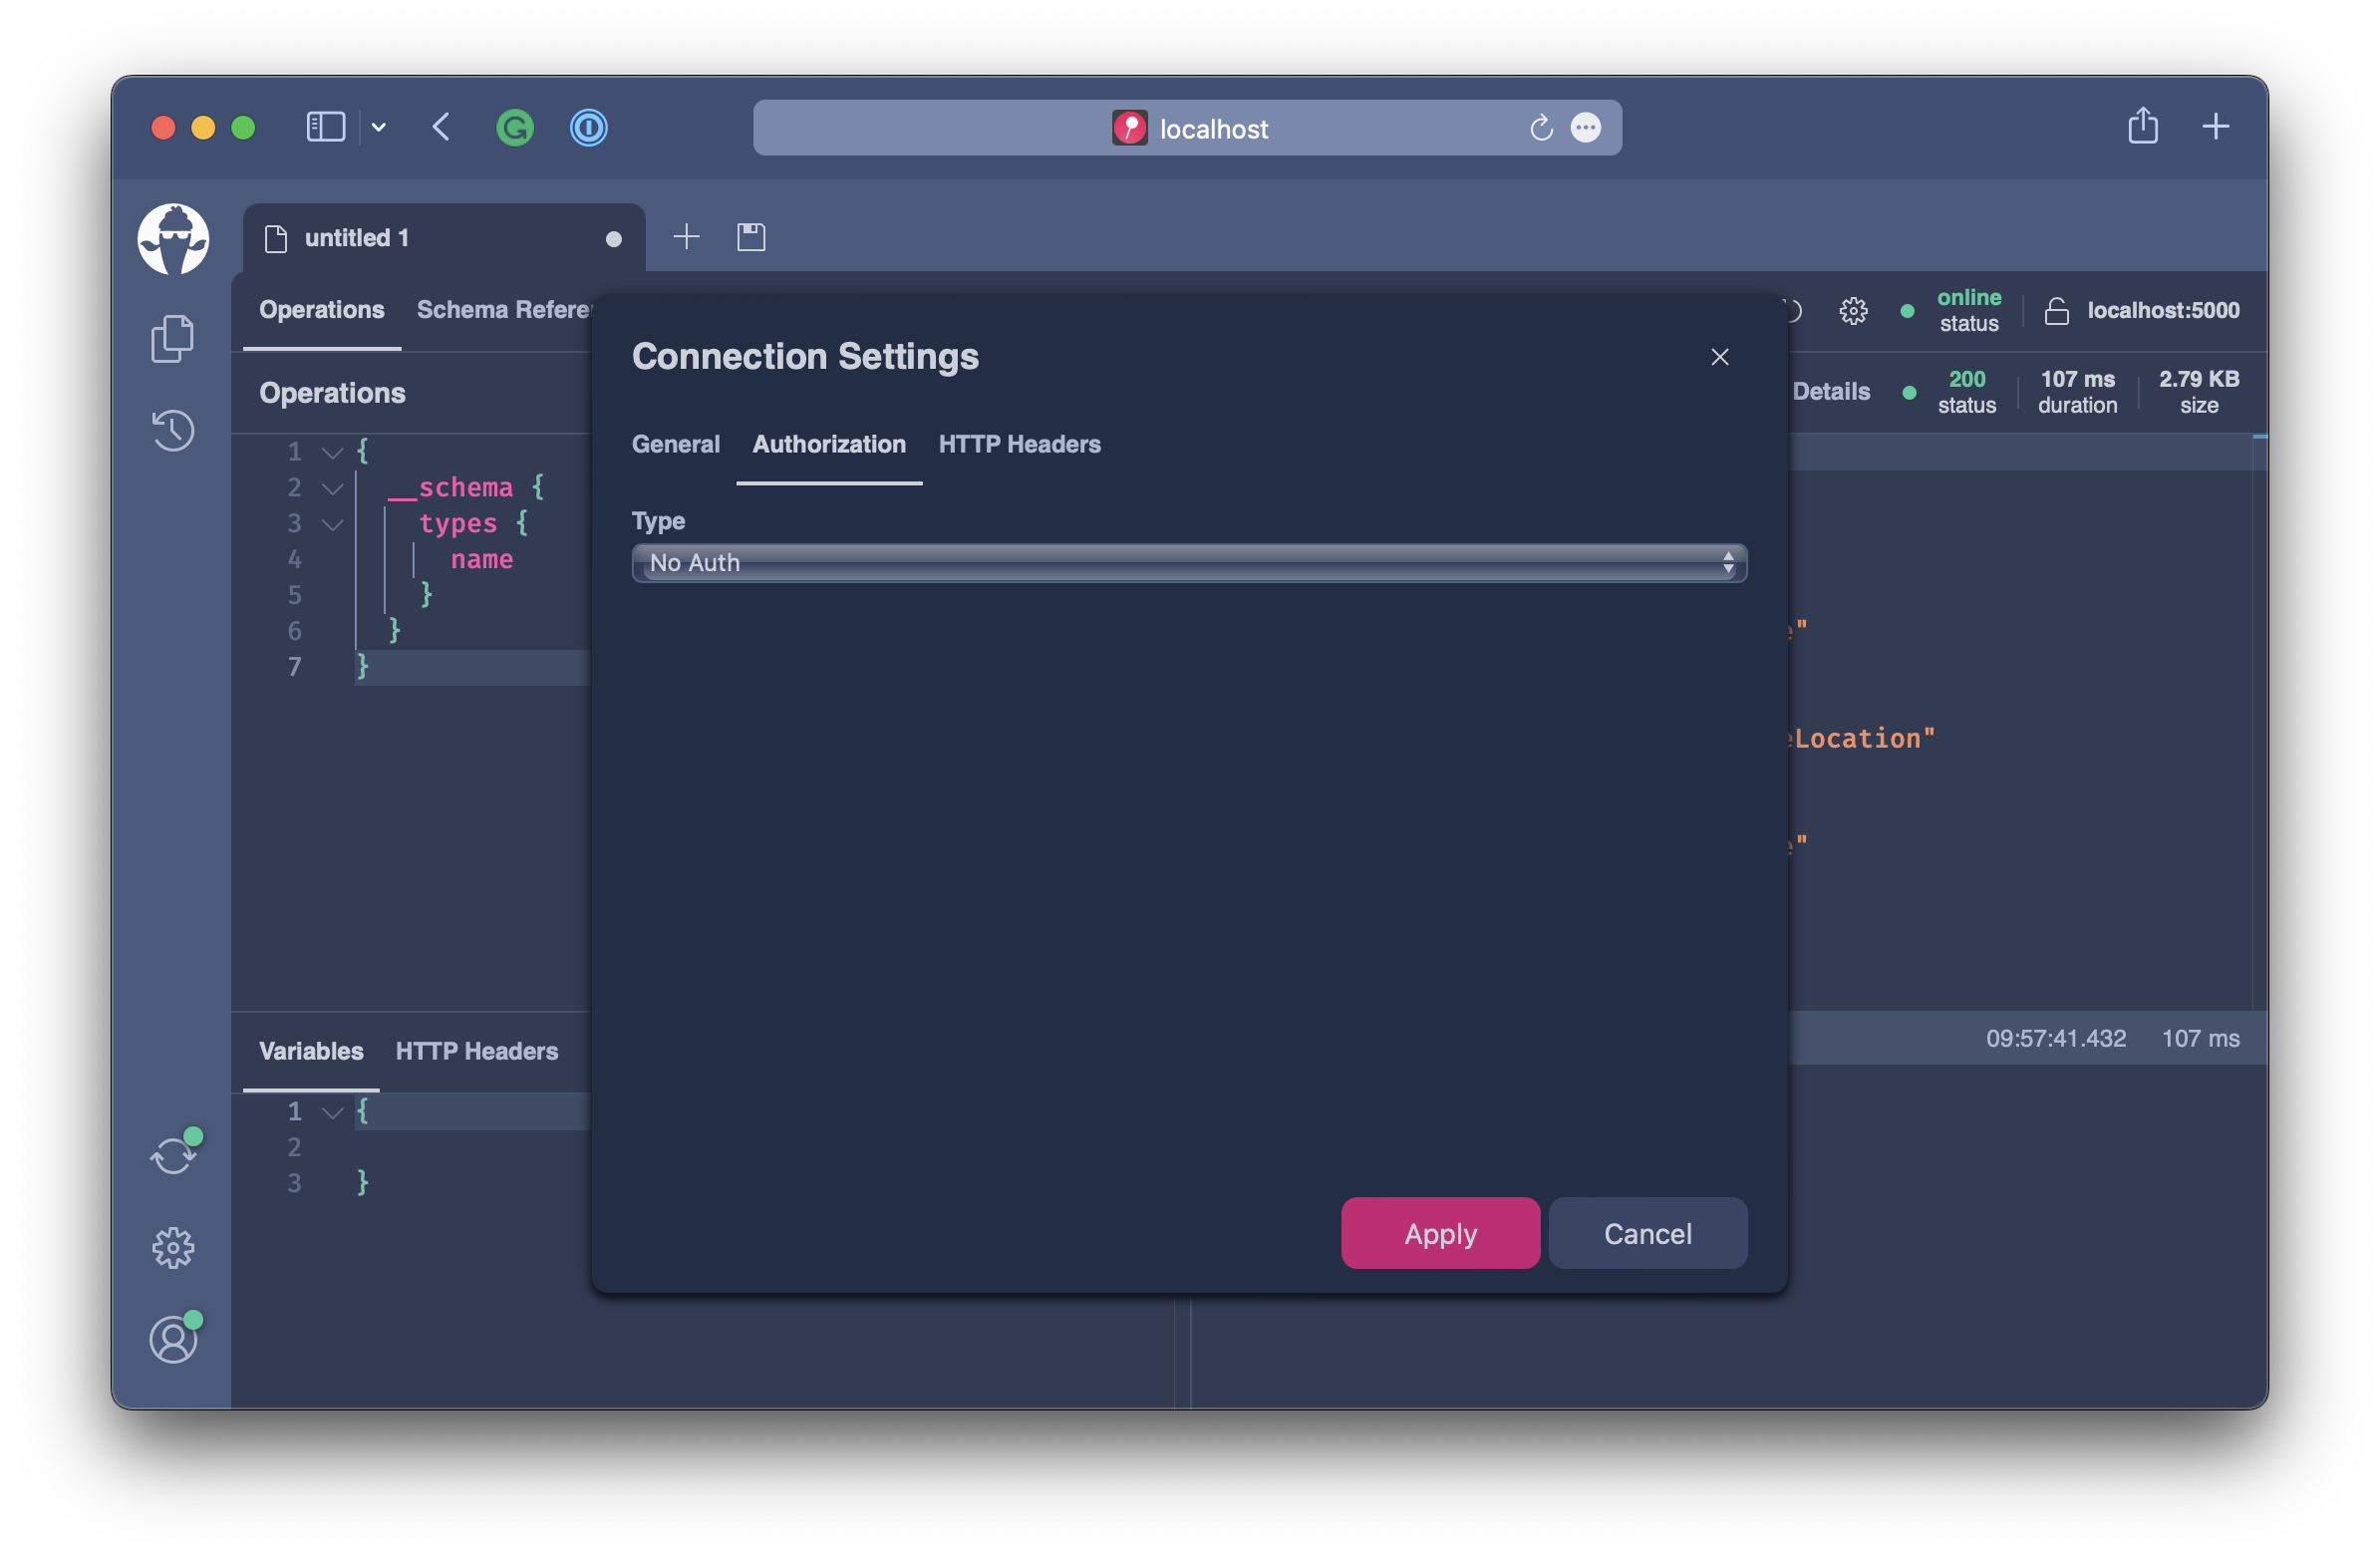 localhost
untitled 1
Operations Schema
online
status
localhost:5000
Operations
Details
200
status
107 ms
duration
2.79 KB
size
1 {
2 __schema {
3 types {
4 name
5 }
6 }
7 }
Connection Settings
General Authorization HTTP Headers
Type
No Auth
Apply Cancel
eLocation"
09:57:41.432 107 ms
Variables HTTP Headers
1 {
2
3 }